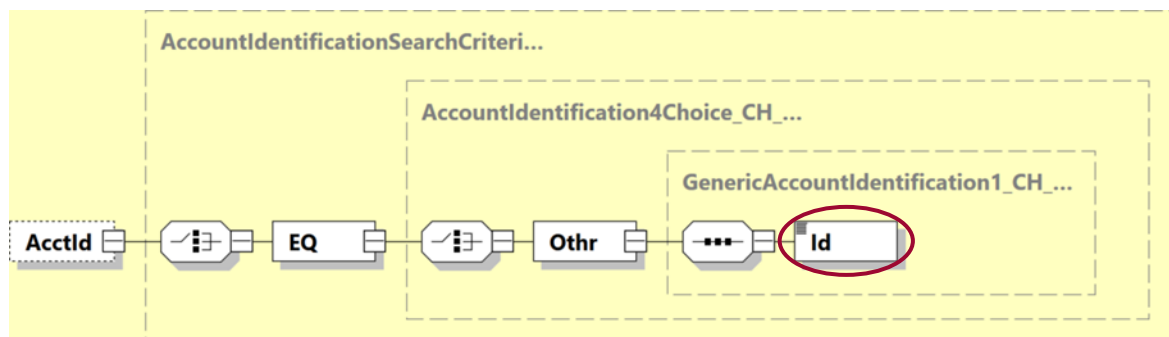 AccountIdentificationSearchCriteri...
AccountIdentification4Choice_CH_...
GenericAccountIdentification1_CH_...
AcctId
EQ
Othr
Id